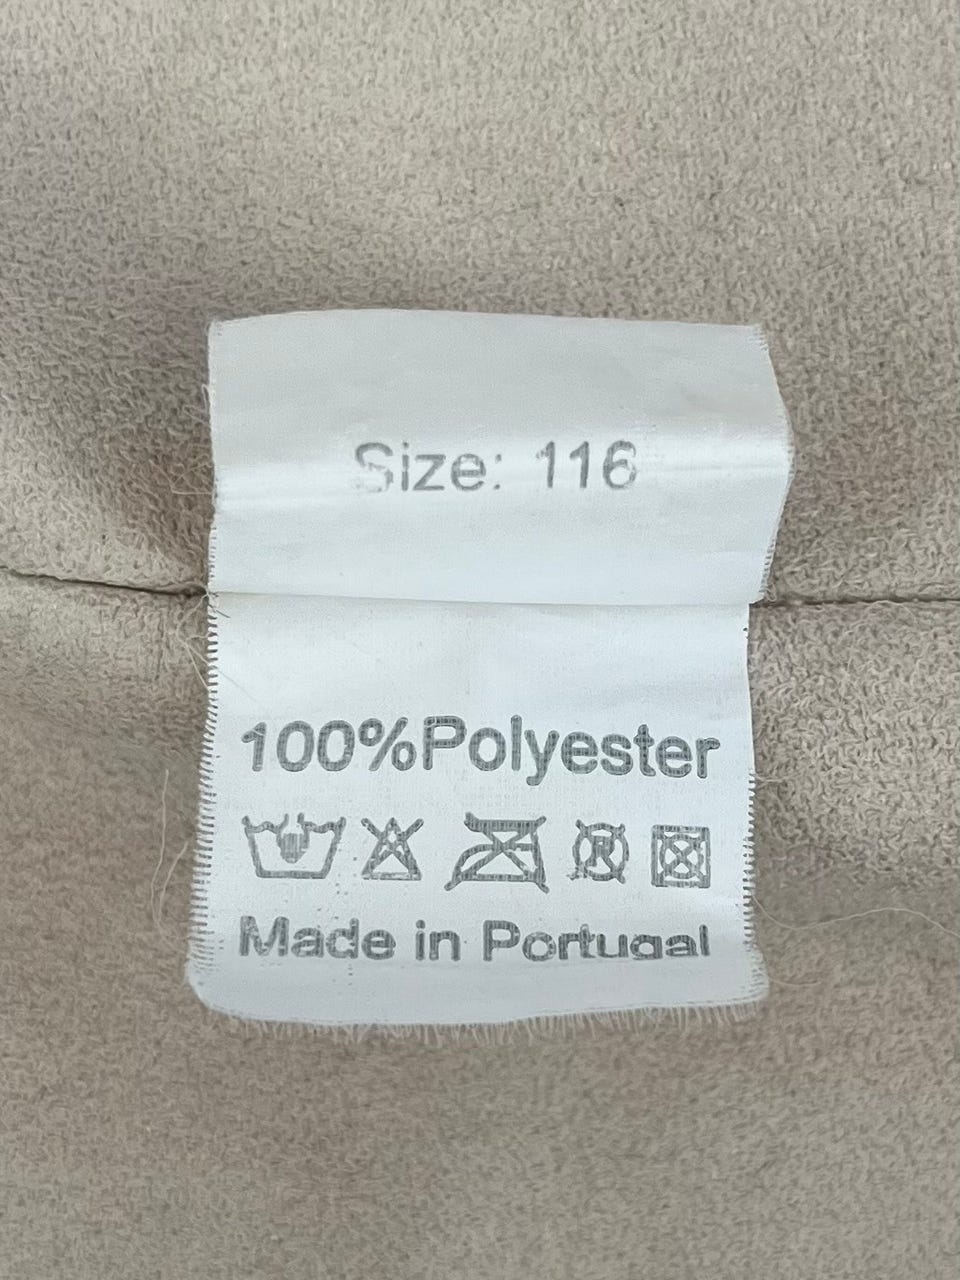 Size: 116
100%Polyester
Made in Portugal